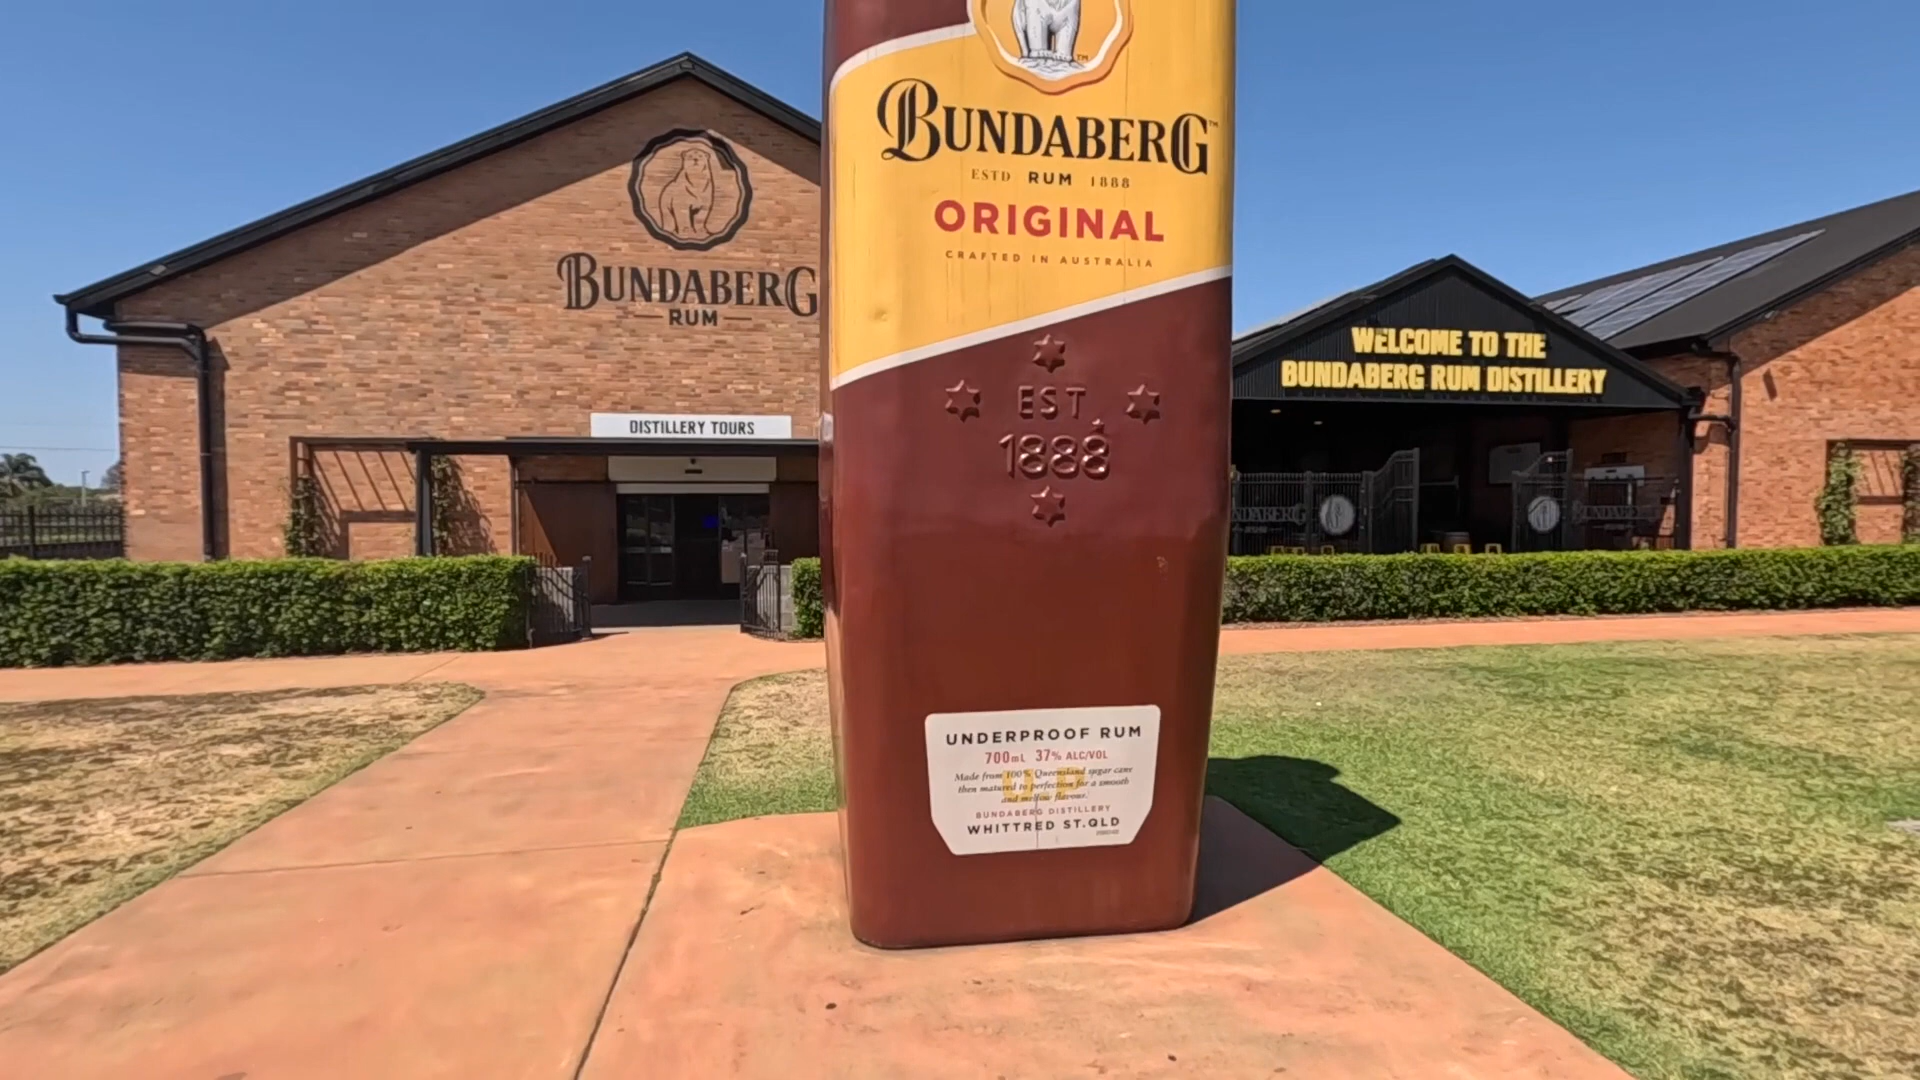 BUNDABERG
RUM
DISTILLERY TOURS
BUNDABERG™
ESTD RUM 1888
ORIGINAL
CRAFTED IN AUSTRALIA
EST.
1888
UNDERPROOF RUM
700mL 37% ALC/VOL
Made from 100% Queensland sugar cane
then matured to perfection for a smooth
and mellow flavour.
BUNDABERG DISTILLERY
WHITTRED ST.QLD
WELCOME TO THE
BUNDABERG RUM DISTILLERY